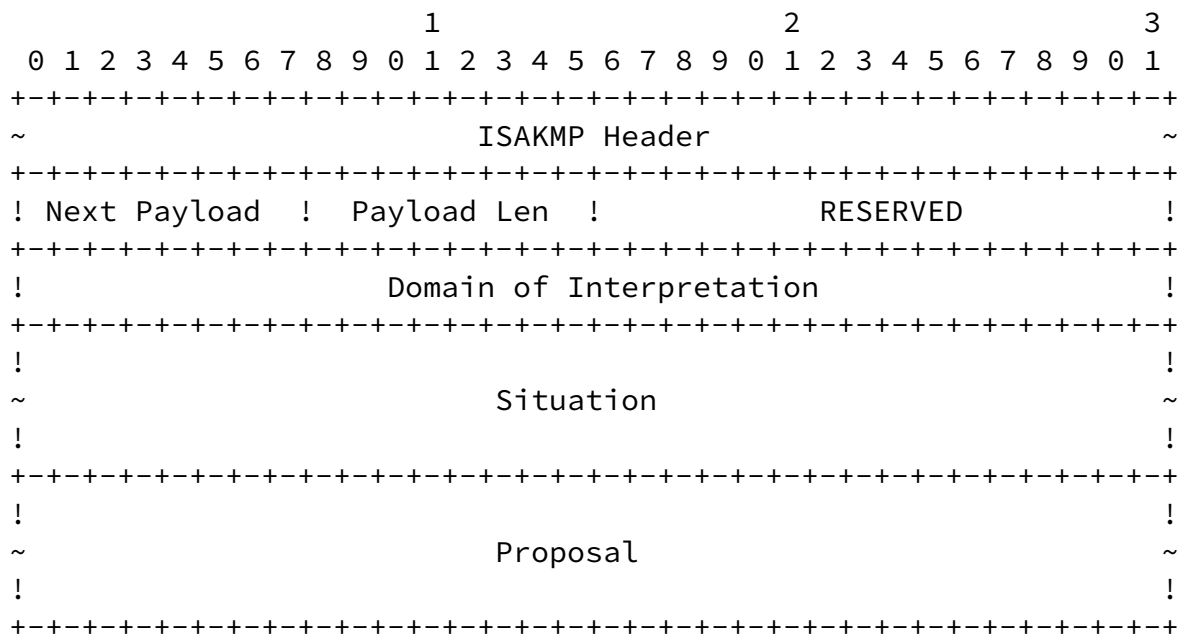 1                   2                   3
 0 1 2 3 4 5 6 7 8 9 0 1 2 3 4 5 6 7 8 9 0 1 2 3 4 5 6 7 8 9 0 1
+-+-+-+-+-+-+-+-+-+-+-+-+-+-+-+-+-+-+-+-+-+-+-+-+-+-+-+-+-+-+-+-+
~                         ISAKMP Header                         ~
+-+-+-+-+-+-+-+-+-+-+-+-+-+-+-+-+-+-+-+-+-+-+-+-+-+-+-+-+-+-+-+-+
! Next Payload  !  Payload Len  !            RESERVED           !
+-+-+-+-+-+-+-+-+-+-+-+-+-+-+-+-+-+-+-+-+-+-+-+-+-+-+-+-+-+-+-+-+
!                    Domain of Interpretation                   !
+-+-+-+-+-+-+-+-+-+-+-+-+-+-+-+-+-+-+-+-+-+-+-+-+-+-+-+-+-+-+-+-+
!                                                               !
~                          Situation                            ~
!                                                               !
+-+-+-+-+-+-+-+-+-+-+-+-+-+-+-+-+-+-+-+-+-+-+-+-+-+-+-+-+-+-+-+-+
!                                                               !
~                          Proposal                             ~
!                                                               !
+-+-+-+-+-+-+-+-+-+-+-+-+-+-+-+-+-+-+-+-+-+-+-+-+-+-+-+-+-+-+-+-+